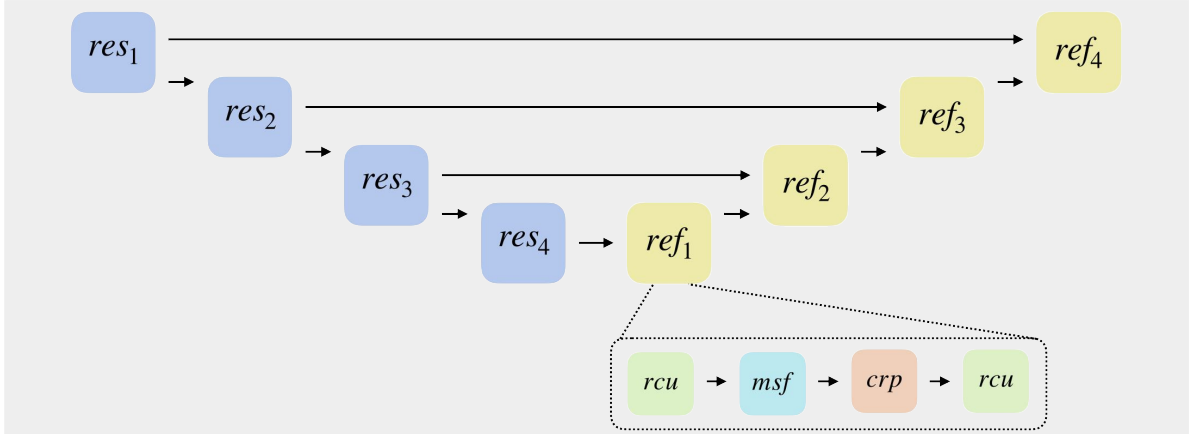 res₁
ref₄
res₂
ref₃
res₃
ref₂
res₄
ref₁
rcu
msf
crp
rcu